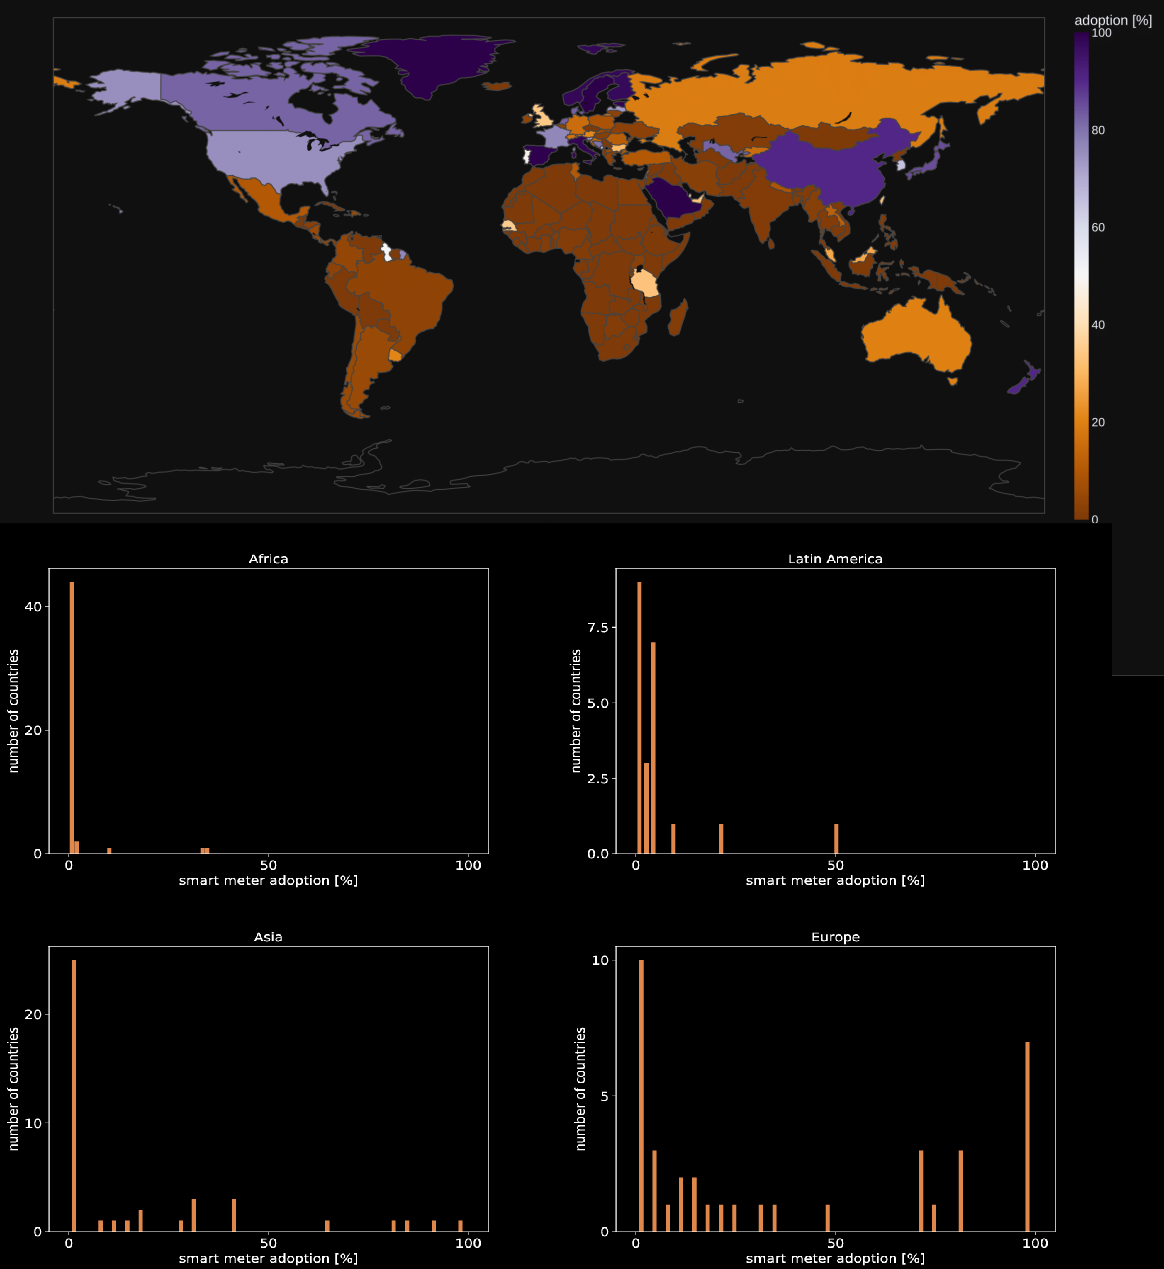 adoption [%]
100
80
60
40
20
0
Africa
number of countries
40
20
0
0 50 100
smart meter adoption [%]
Latin America
number of countries
7.5
5.0
2.5
0.0
0 50 100
smart meter adoption [%]
Asia
number of countries
20
10
0
0 50 100
smart meter adoption [%]
Europe
number of countries
10
5
0
0 50 100
smart meter adoption [%]